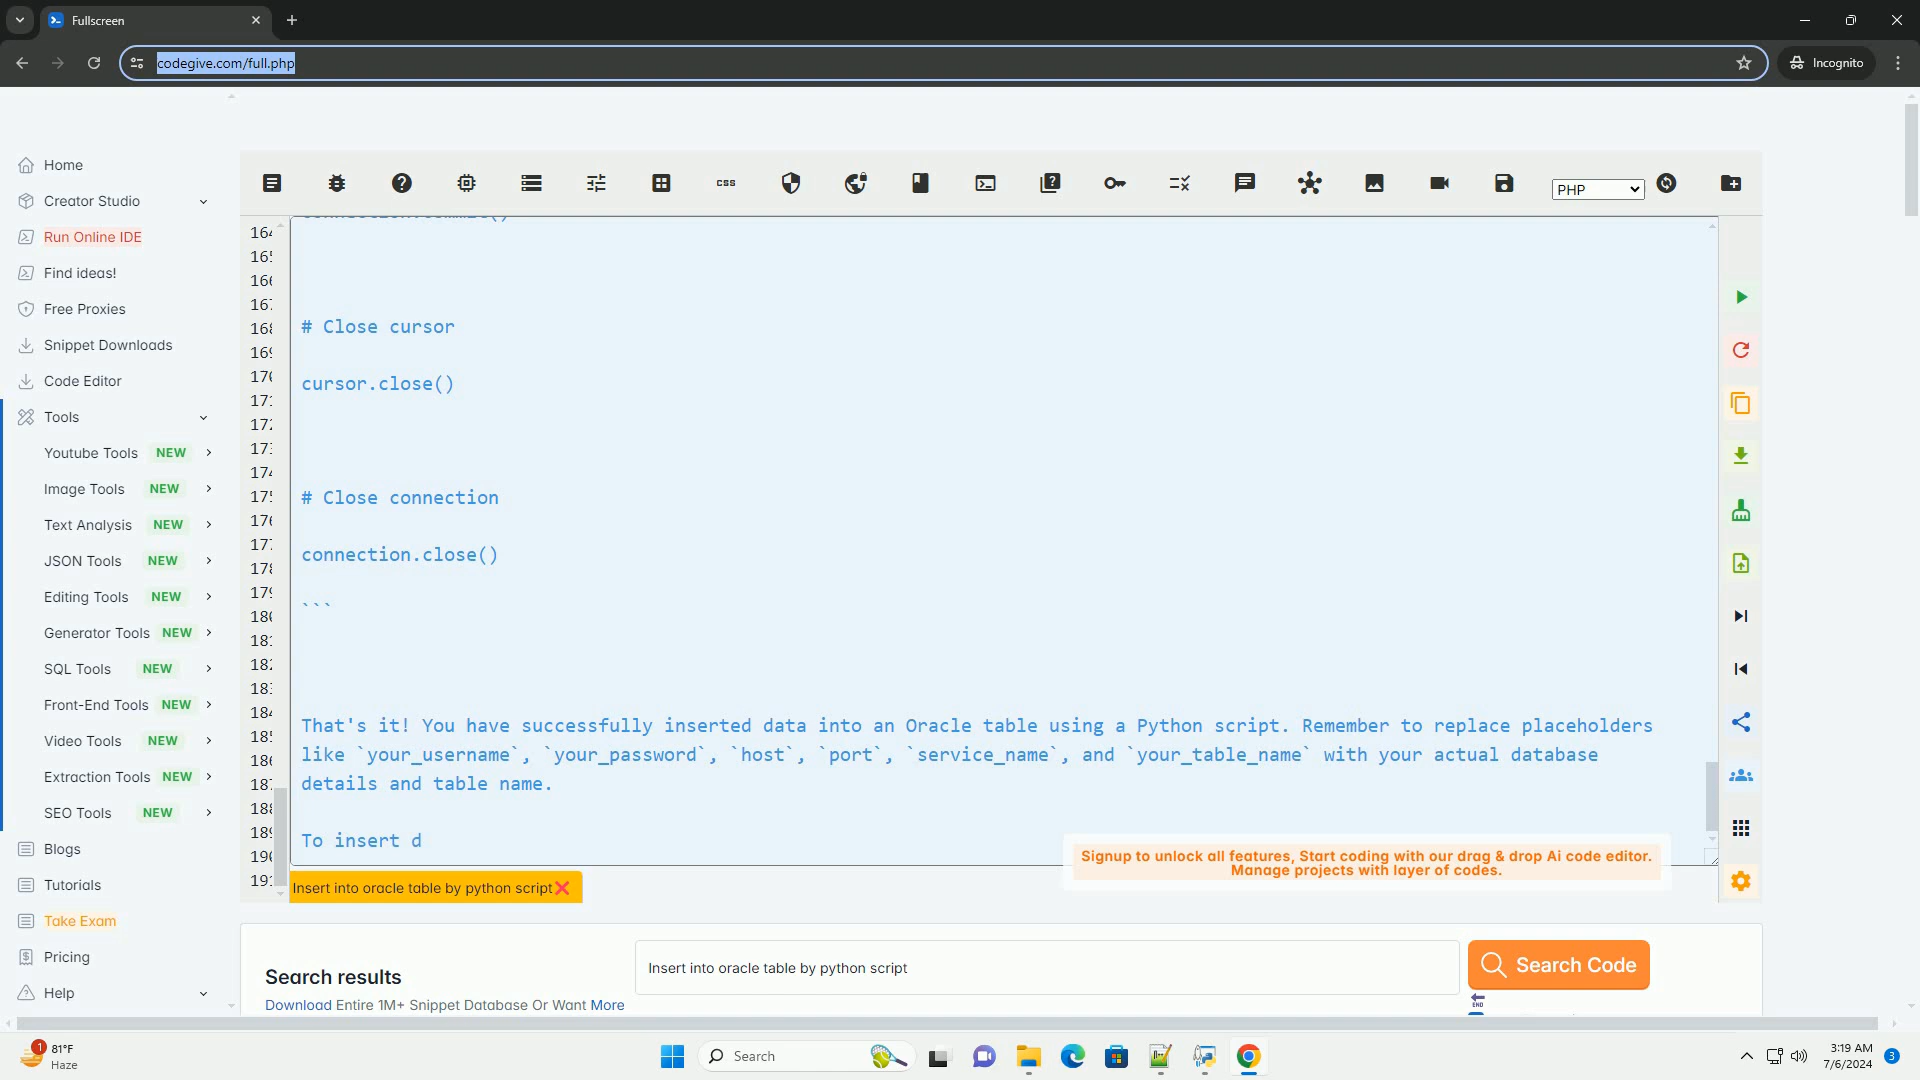 Fullscreen
codegive.com/full.php
Incognito
Home
Creator Studio
Run Online IDE
Find ideas!
Free Proxies
Snippet Downloads
Code Editor
Tools
Youtube Tools NEW
Image Tools NEW
Text Analysis NEW
JSON Tools NEW
Editing Tools NEW
Generator Tools NEW
SQL Tools NEW
Front-End Tools NEW
Video Tools NEW
Extraction Tools NEW
SEO Tools NEW
Blogs
Tutorials
Take Exam
Pricing
Help
css
PHP
# Close cursor
cursor.close()
# Close connection
connection.close()
```
That's it! You have successfully inserted data into an Oracle table using a Python script. Remember to replace placeholders
like `your_username`, `your_password`, `host`, `port`, `service_name`, and `your_table_name` with your actual database
details and table name.
To insert d
Signup to unlock all features, Start coding with our drag & drop Ai code editor.
Manage projects with layer of codes.
Insert into oracle table by python script❌
Search results
Download Entire 1M+ Snippet Database Or Want More
Insert into oracle table by python script
Search Code
END
1
81°F
Haze
Search
3:19 AM
7/6/2024
3